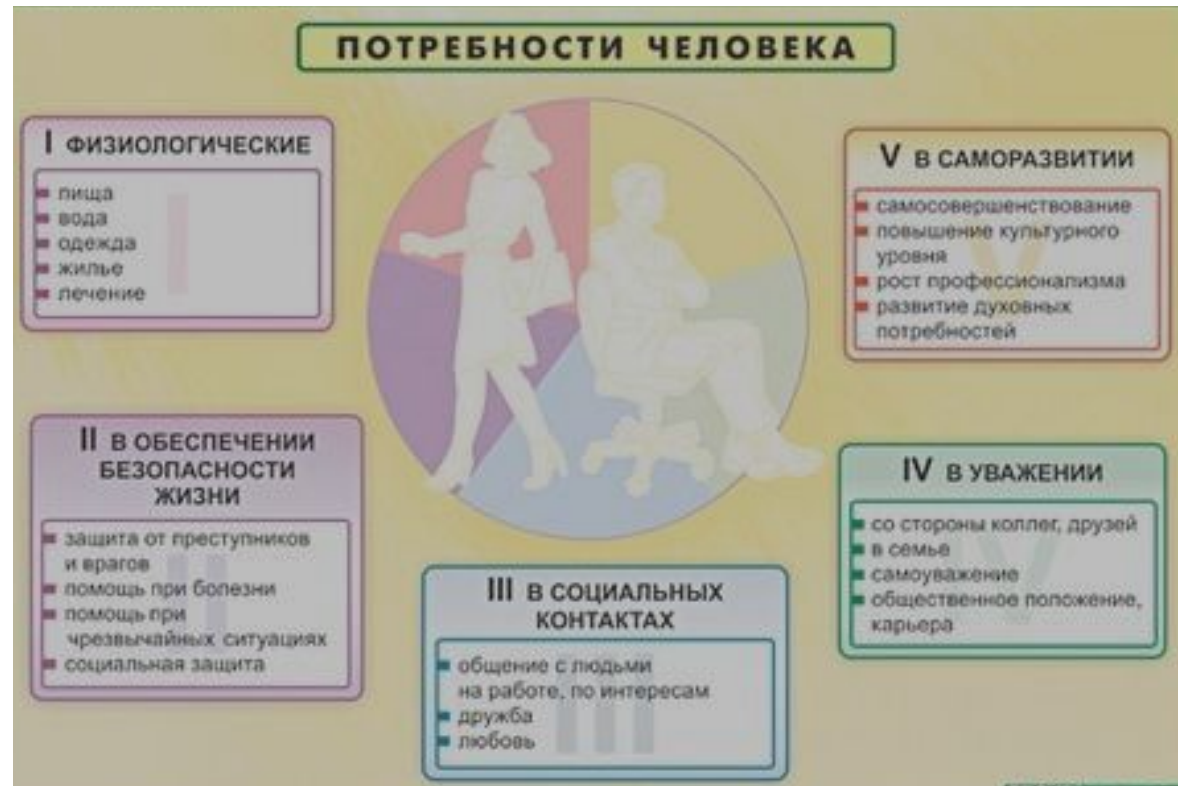 ПОТРЕБНОСТИ ЧЕЛОВЕКА
I ФИЗИОЛОГИЧЕСКИЕ
пища
вода
одежда
жилье
лечение
II В ОБЕСПЕЧЕНИИ
БЕЗОПАСНОСТИ
ЖИЗНИ
защита от преступников
и врагов
помощь при болезни
помощь при
чрезвычайных ситуациях
социальная защита
III В СОЦИАЛЬНЫХ
КОНТАКТАХ
общение с людьми
на работе, по интересам
дружба
любовь
IV В УВАЖЕНИИ
со стороны коллег, друзей
в семье
самоуважение
общественное положение,
карьера
V В САМОРАЗВИТИИ
самосовершенствование
повышение культурного
уровня
рост профессионализма
развитие духовных
потребностей